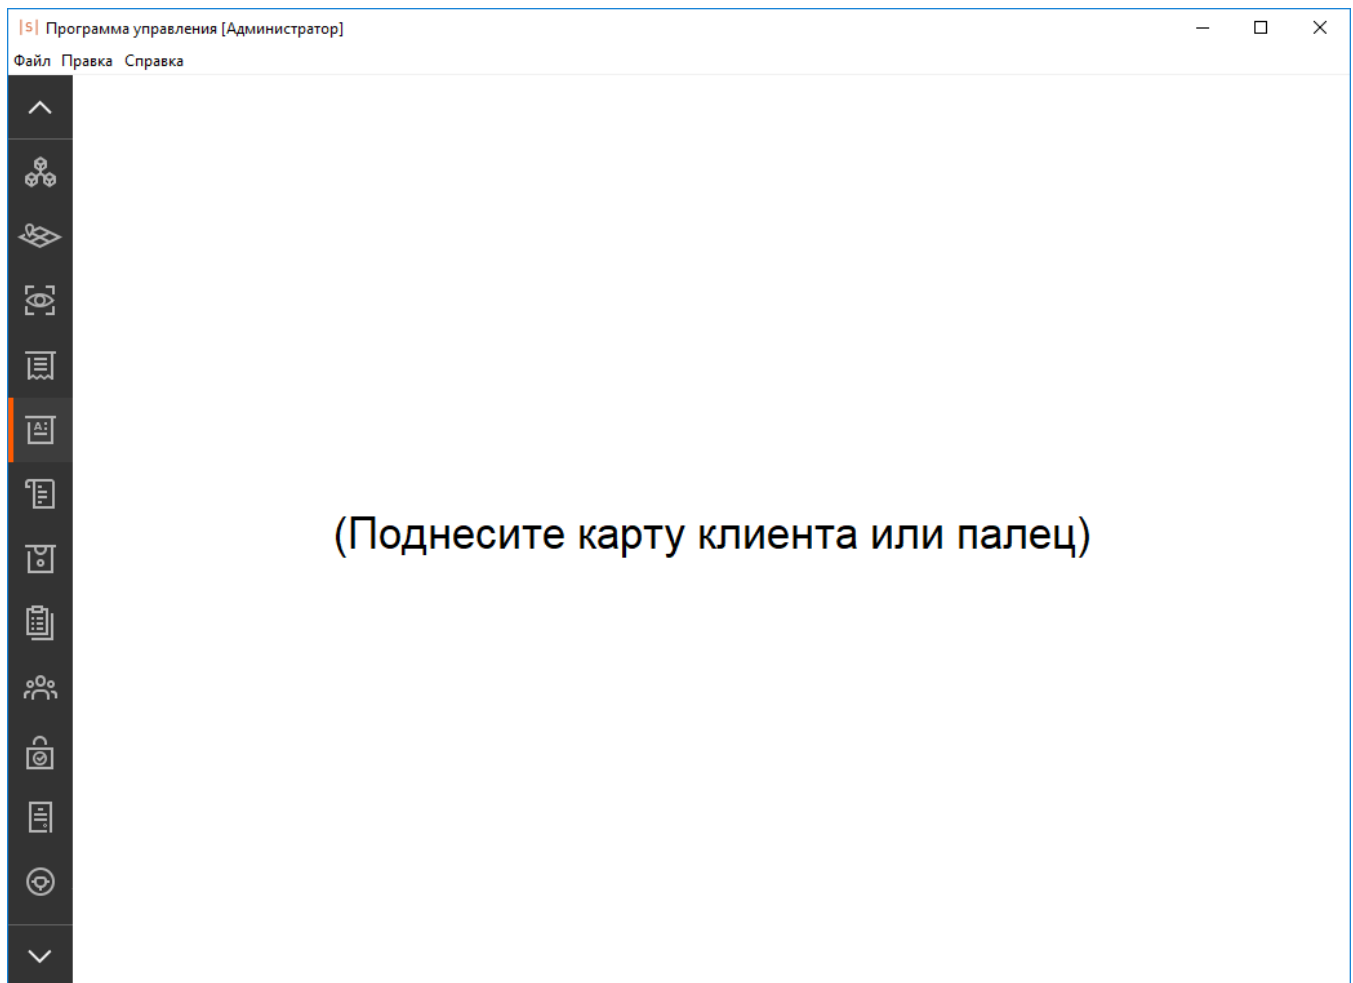 |S| Программа управления [Администратор]
Файл Правка Справка
A:
(Поднесите карту клиента или палец)